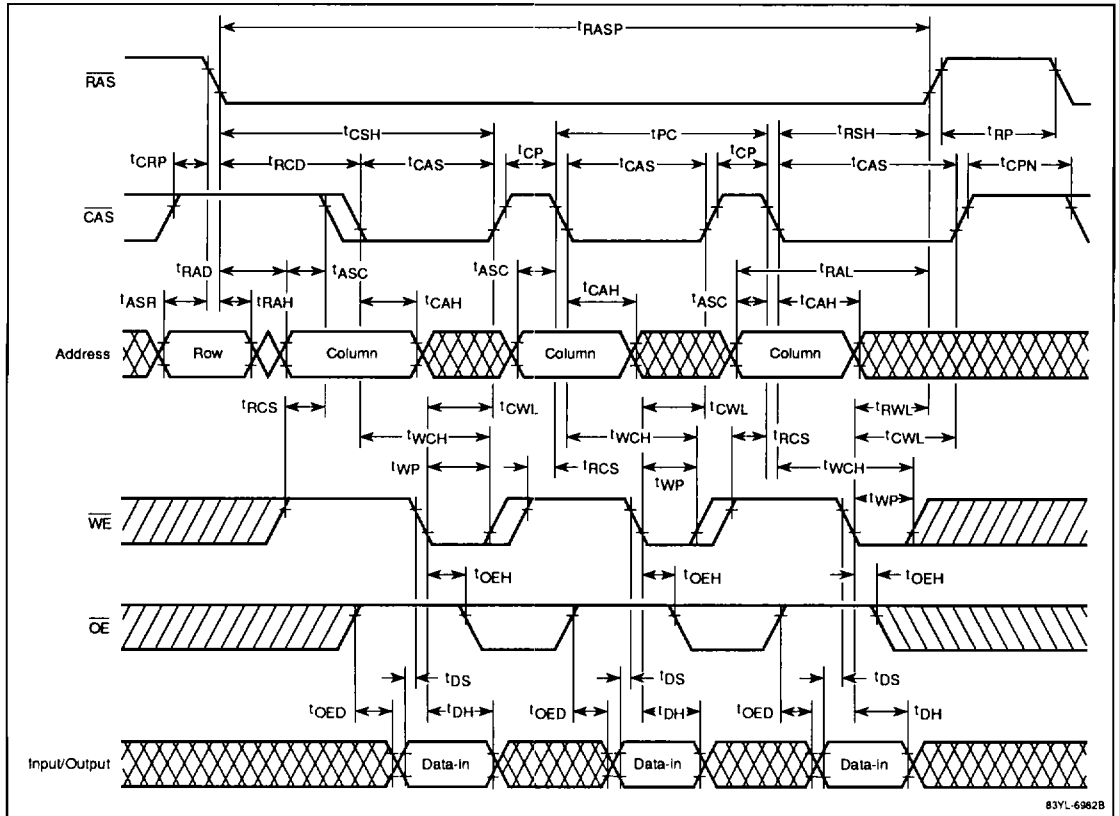 tRASP
RAS
tCSH tPC tRSH tRP
tCRP tRCD tCAS tCP tCAS tCP tCAS tCPN
CAS
tRAD tASC tASC tRAL
tASR tRAH tCAH tCAH tASC tCAH
Address Row Column Column Column
tRCS tCWL tCWL tRWL
tWCH tWCH tRCS tCWL
tWP tRCS tWP tWCH
tWP
WE
tOEH tOEH tOEH
OE
tDS tDS tDS
tOED tDH tOED tDH tOED tDH
Input/Output Data-in Data-in Data-in
83YL-6982B